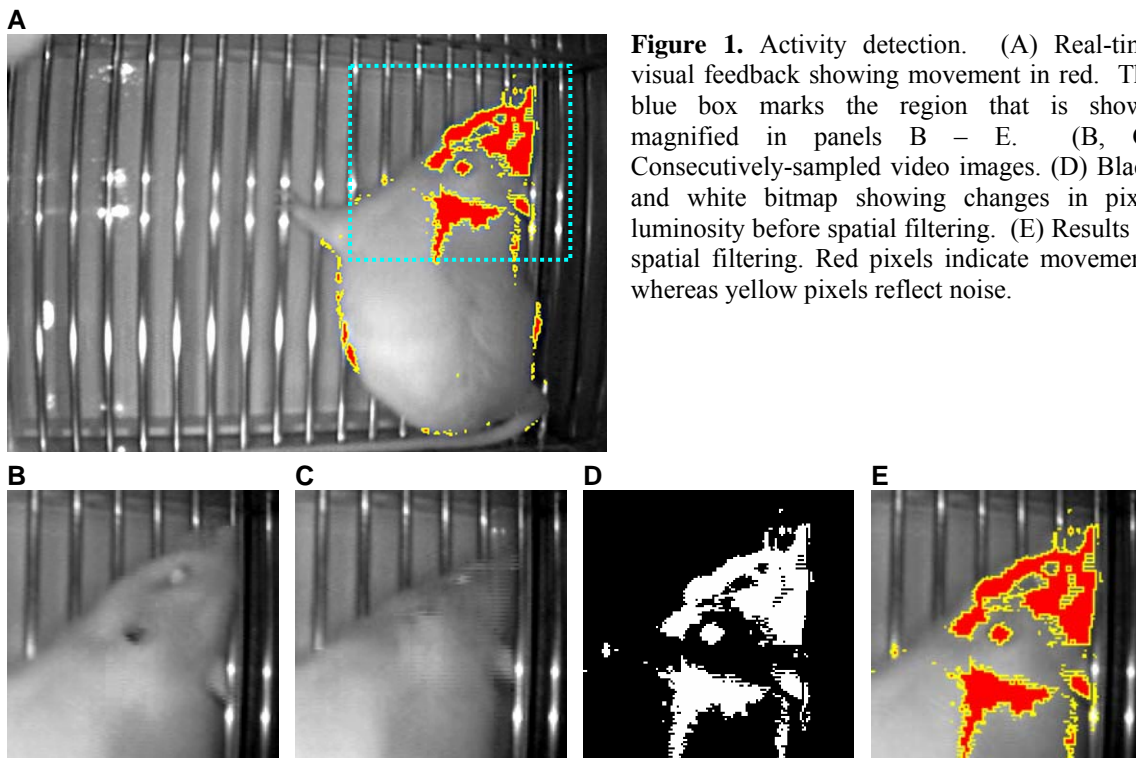 A
Figure 1. Activity detection. (A) Real-tim
visual feedback showing movement in red. Th
blue box marks the region that is show
magnified in panels B – E. (B, C
Consecutively-sampled video images. (D) Blac
and white bitmap showing changes in pix
luminosity before spatial filtering. (E) Results
spatial filtering. Red pixels indicate movemen
whereas yellow pixels reflect noise.
B C D E